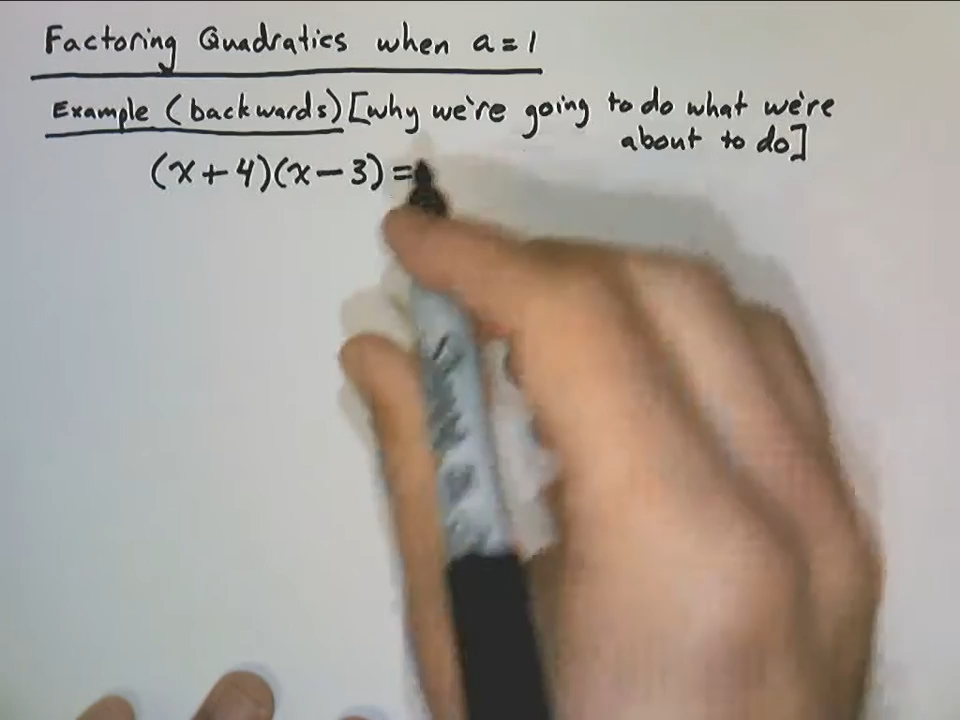 Factoring Quadratics when a = 1
Example (backwards) [why we're going to do what we're
about to do]
(x + 4)(x - 3) =